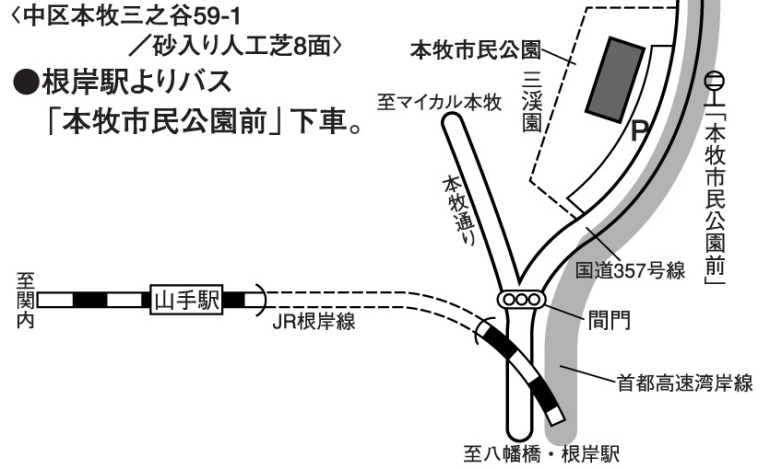 〈中区本牧三之谷59-1
／砂入り人工芝8面〉
●根岸駅よりバス
「本牧市民公園前」下車。
本牧市民公園
三溪園
至マイカル本牧
P
「本牧市民公園前」
本牧通り
国道357号線
至関内
山手駅
JR根岸線
間門
首都高速湾岸線
至八幡橋・根岸駅